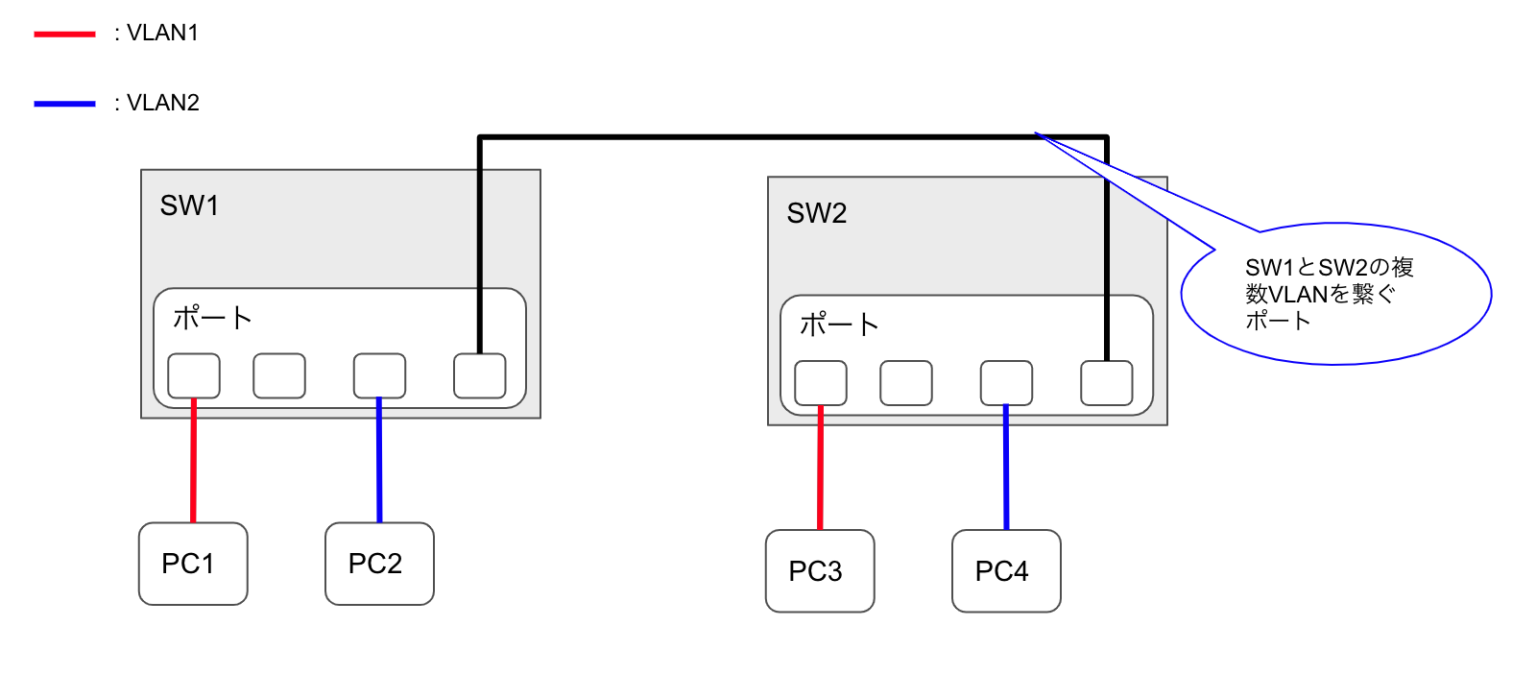 : VLAN1
: VLAN2
SW1
SW2
SW1とSW2の複
数VLANを繋ぐ
ポート
ポート
ポート
PC1
PC2
PC3
PC4